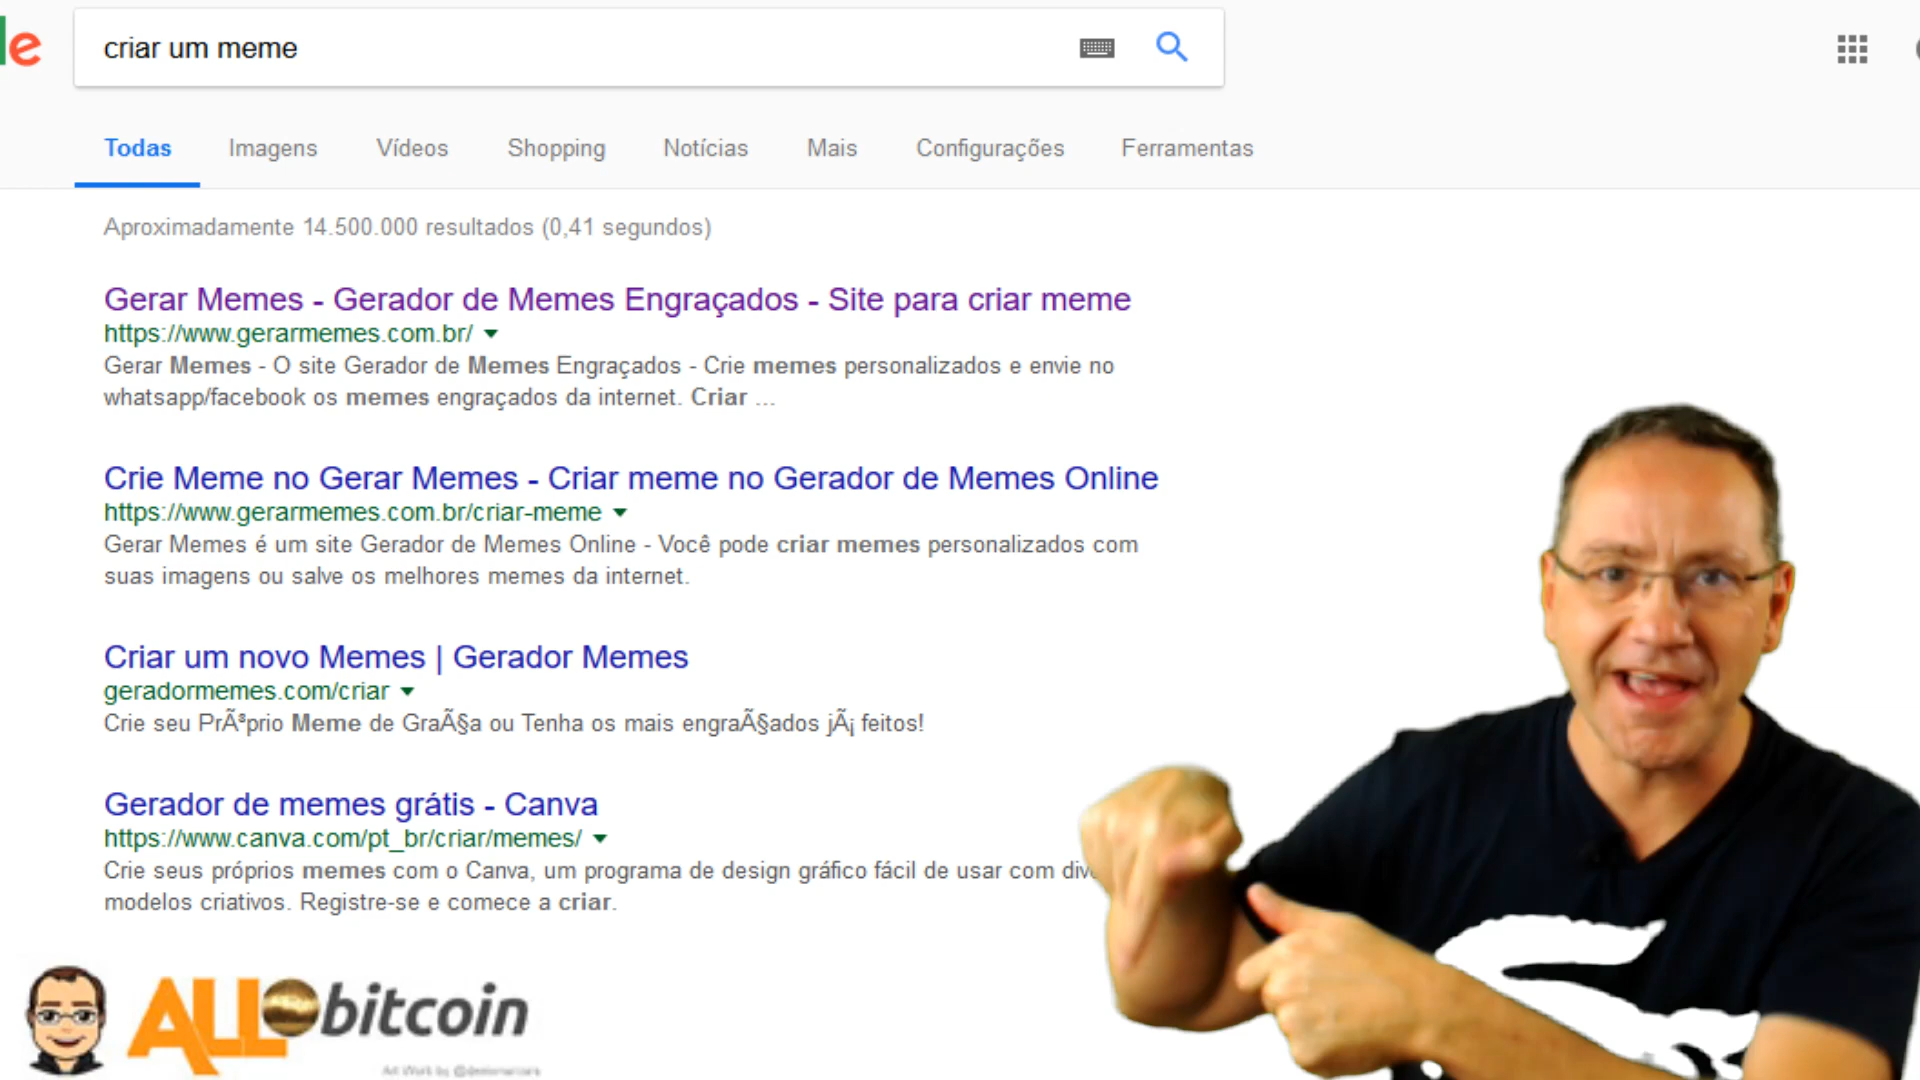 le
criar um meme
Todas Imagens Vídeos Shopping Notícias Mais Configurações Ferramentas
Aproximadamente 14.500.000 resultados (0,41 segundos)
Gerar Memes - Gerador de Memes Engraçados - Site para criar meme
https://www.gerarmemes.com.br/
Gerar Memes - O site Gerador de Memes Engraçados - Crie memes personalizados e envie no
whatsapp/facebook os memes engraçados da internet. Criar ...
Crie Meme no Gerar Memes - Criar meme no Gerador de Memes Online
https://www.gerarmemes.com.br/criar-meme
Gerar Memes é um site Gerador de Memes Online - Você pode criar memes personalizados com
suas imagens ou salve os melhores memes da internet.
Criar um novo Memes | Gerador Memes
geradormemes.com/criar
Crie seu PrÃ³prio Meme de GraÃ§a ou Tenha os mais engraÃ§ados jÃ¡ feitos!
Gerador de memes grátis - Canva
https://www.canva.com/pt_br/criar/memes/
Crie seus próprios memes com o Canva, um programa de design gráfico fácil de usar com div
modelos criativos. Registre-se e comece a criar.
ALLObitcoin
Art Work by